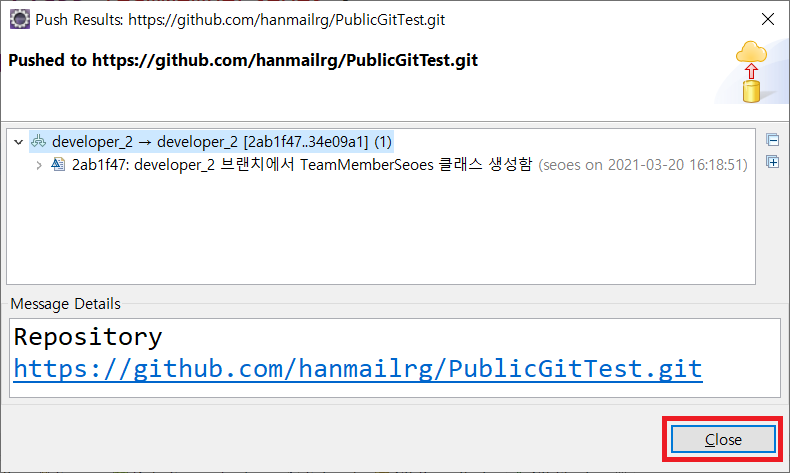 Push Results: https://github.com/hanmailrg/PublicGitTest.git
Pushed to https://github.com/hanmailrg/PublicGitTest.git
developer_2 → developer_2 [2ab1f47..34e09a1] (1)
2ab1f47: developer_2 브랜치에서 TeamMemberSeoes 클래스 생성함 (seoes on 2021-03-20 16:18:51)
Message Details
Repository
https://github.com/hanmailrg/PublicGitTest.git
Close